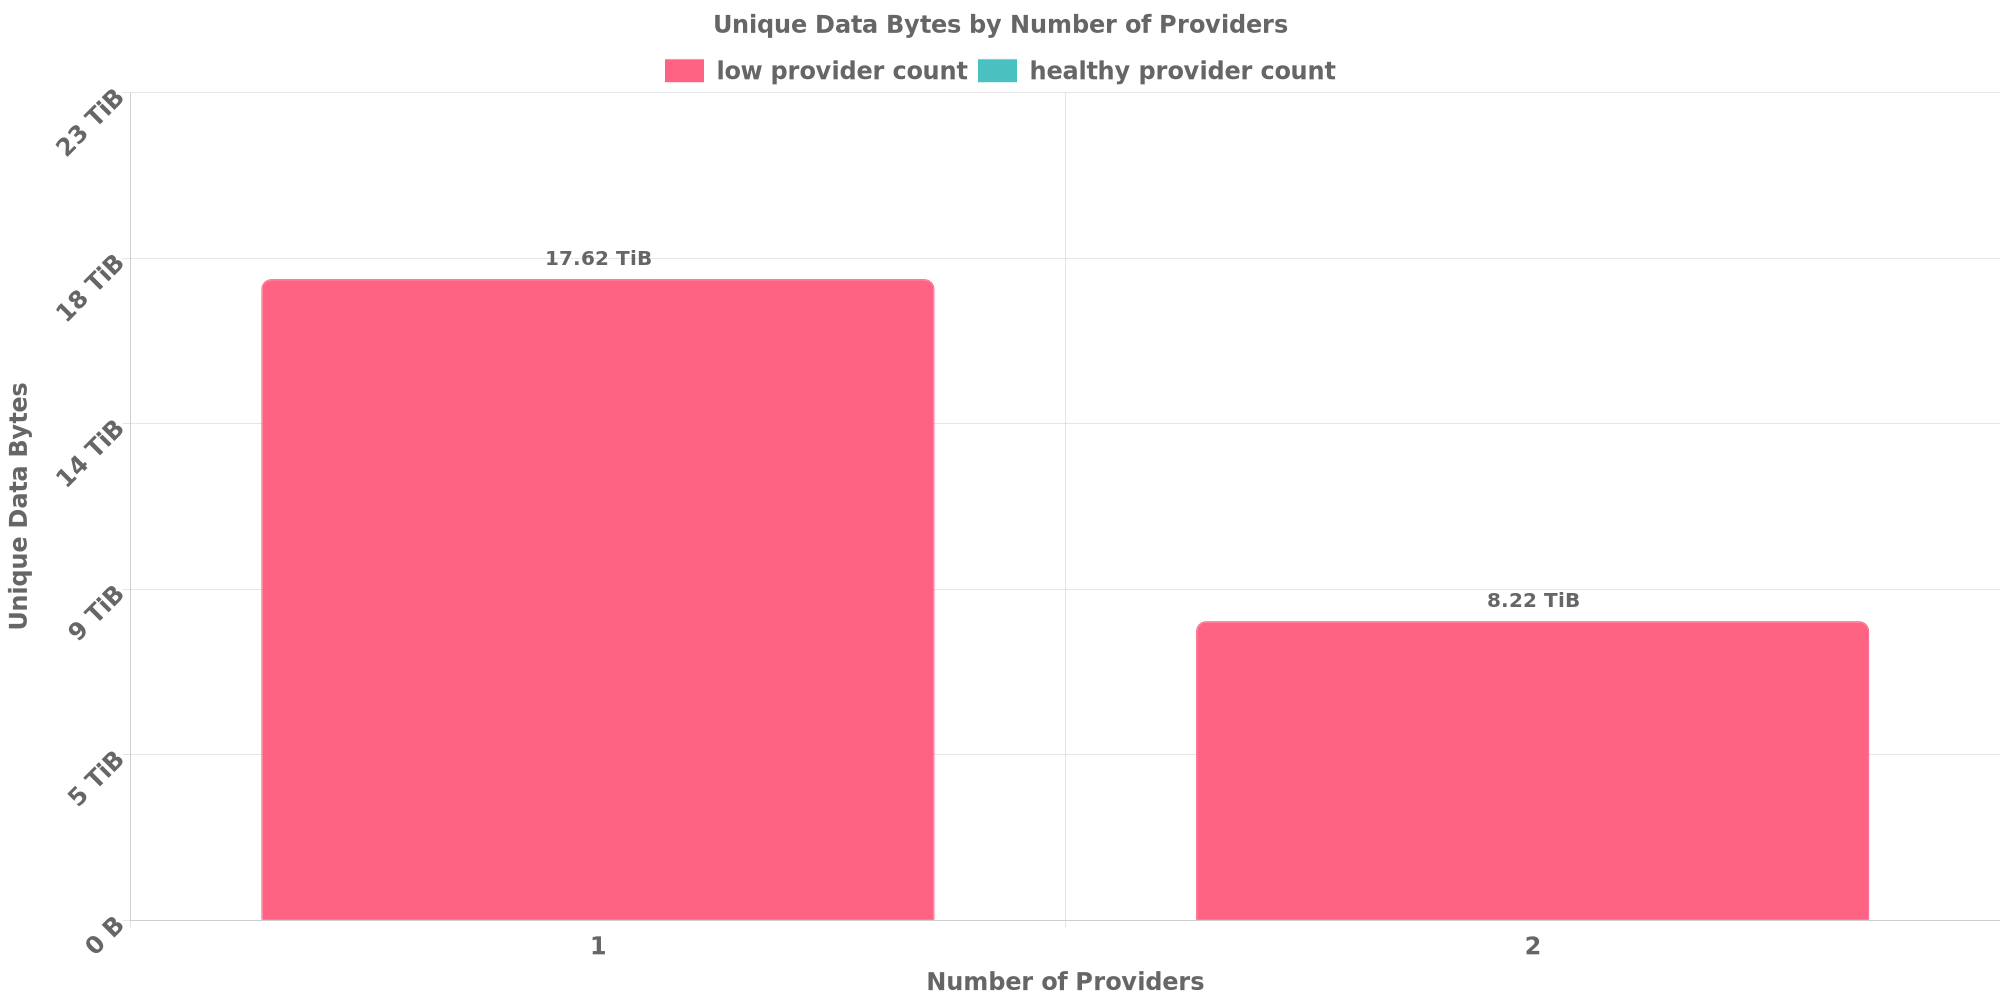 Unique Data Bytes by Number of Providers
low provider count healthy provider count
23 TiB
18 TiB
14 TiB
9 TiB
5 TiB
0 B
Unique Data Bytes
17.62 TiB
8.22 TiB
1 2
Number of Providers